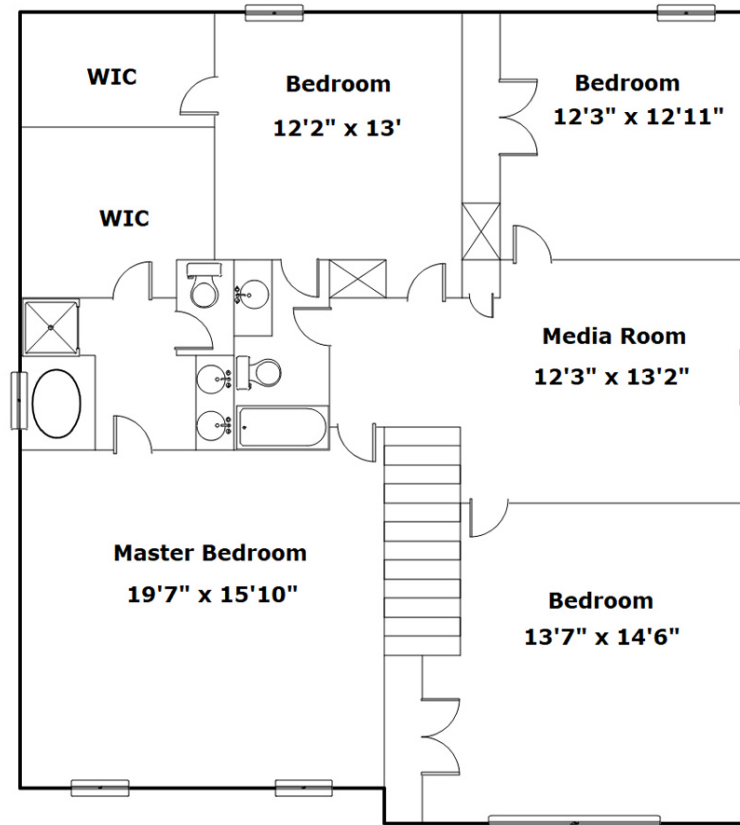 WIC
Bedroom
12'2" x 13'
Bedroom
12'3" x 12'11"
WIC
Media Room
12'3" x 13'2"
Master Bedroom
19'7" x 15'10"
Bedroom
13'7" x 14'6"